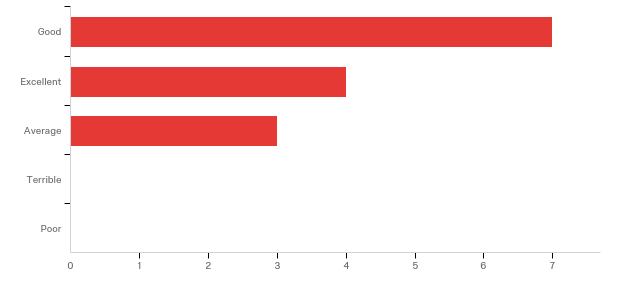 Good
Excellent
Average
Terrible
Poor
0 1 2 3 4 5 6 7